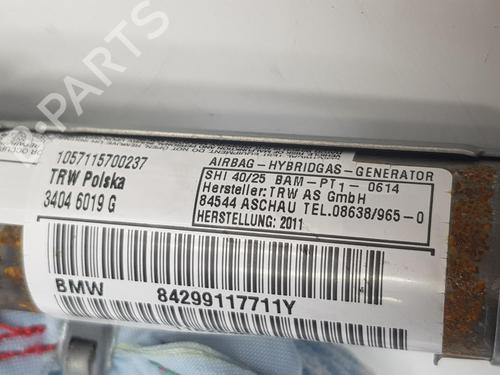 1057115700237
TRW Polska
3404 6019 G
AIRBAG-HYBRIDGAS-GENERATOR
SHI 40/25 BAM-PT1-0614
Hersteller: TRW AS GmbH
84544 ASCHAU TEL.08638/965-0
HERSTELLUNG: 2011
BMW 84299117711Y
B-PARTS